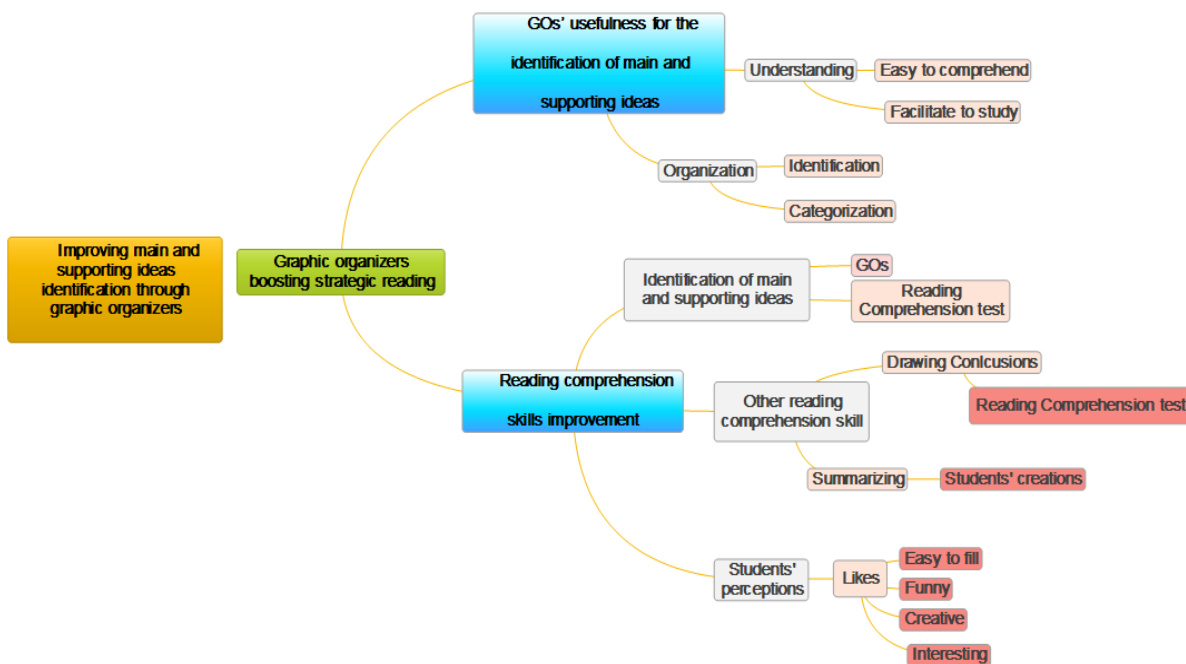 GOs' usefulness for the
identification of main and
supporting ideas
Understanding
Easy to comprehend
Facilitate to study
Organization
Identification
Categorization
Improving main and
supporting ideas
identification through
graphic organizers
Graphic organizers
boosting strategic reading
Identification of main
and supporting ideas
GOs
Reading
Comprehension test
Reading comprehension
skills improvement
Other reading
comprehension skill
Drawing Conlcusions
Reading Comprehension test
Summarizing
Students' creations
Students'
perceptions
Likes
Easy to fill
Funny
Creative
Interesting